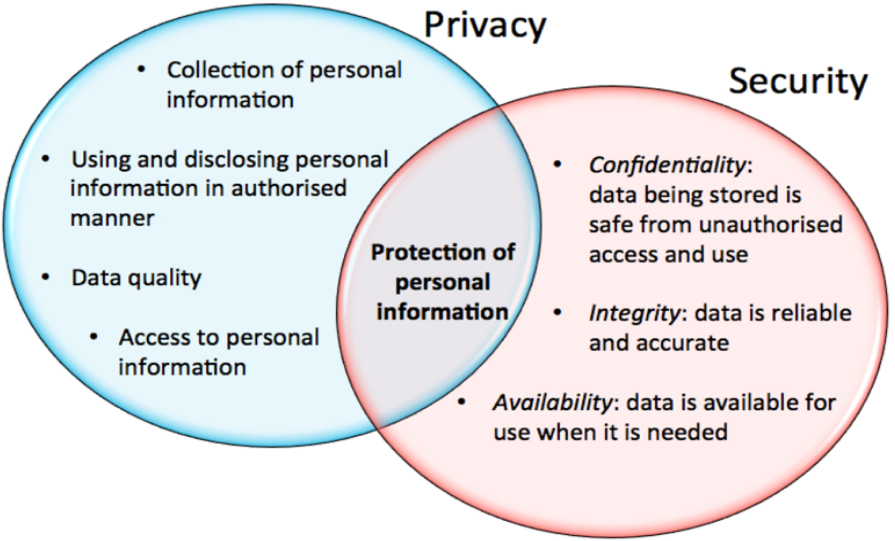 Privacy
• Collection of personal
information
• Using and disclosing personal
information in authorised
manner
• Data quality
• Access to personal
information
Protection of
personal
information
Security
• Confidentiality:
data being stored is
safe from unauthorised
access and use
• Integrity: data is reliable
and accurate
• Availability: data is available for
use when it is needed